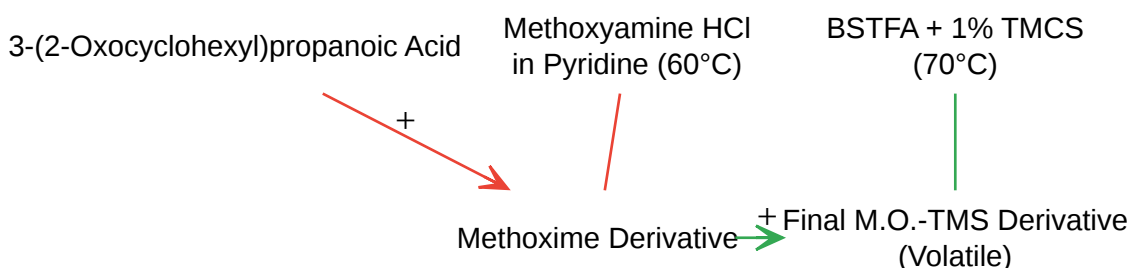 3-(2-Oxocyclohexyl)propanoic Acid
Methoxyamine HCl
in Pyridine (60°C)
BSTFA + 1% TMCS
(70°C)
+
Methoxime Derivative
+
Final M.O.-TMS Derivative
(Volatile)